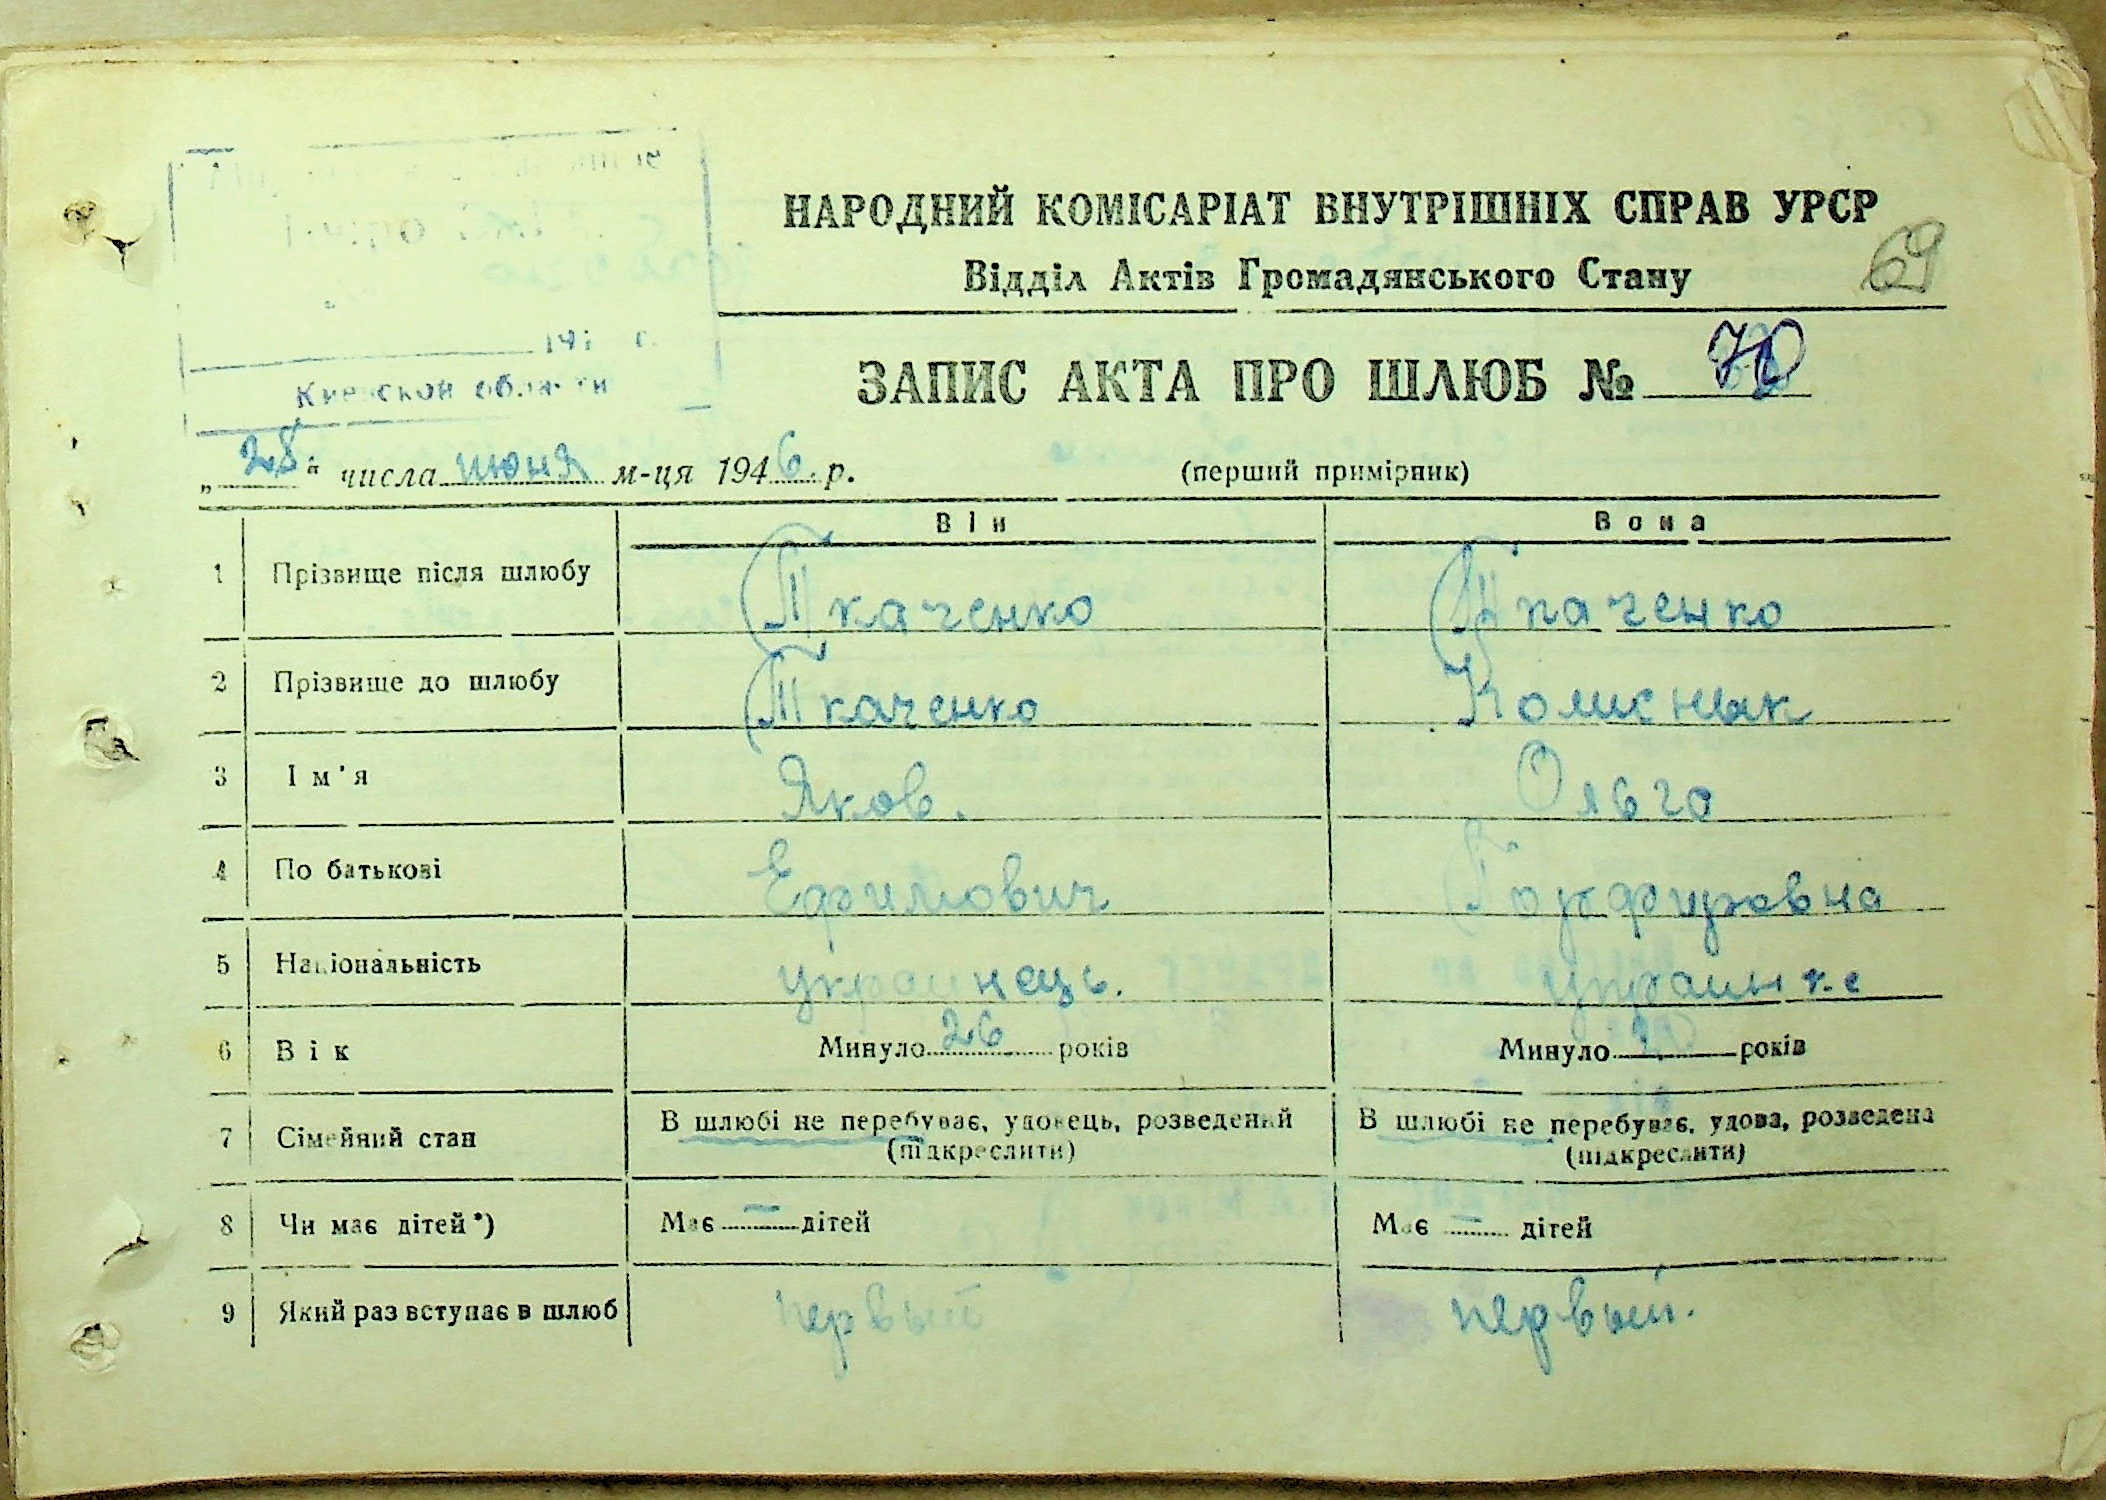 НАРОДНИЙ КОМІСАРІАТ ВНУТРІШНІХ СПРАВ УРСР
Відділ Актів Громадянського Стану
69
ЗАПИС АКТА ПРО ШЛЮБ № 70
Киевской области
„28“ числа июня м-ця 1946 р.
(перший примірник)
Він Вона
1 Прізвище після шлюбу Ткаченко Ткаченко
2 Прізвище до шлюбу Ткаченко Колисник
3 Ім'я Яков. Ольга
4 По батькові Ефимович
5 Національність украинець. украинка
6 Вік Минуло 26 років Минуло років
7 Сімейний стан В шлюбі не перебуває, удовець, розведений В шлюбі не перебуває, удова, розведена
(підкреслити) (підкреслити)
8 Чи має дітей*) Має — дітей Має — дітей
9 Який раз вступає в шлюб первый первый.